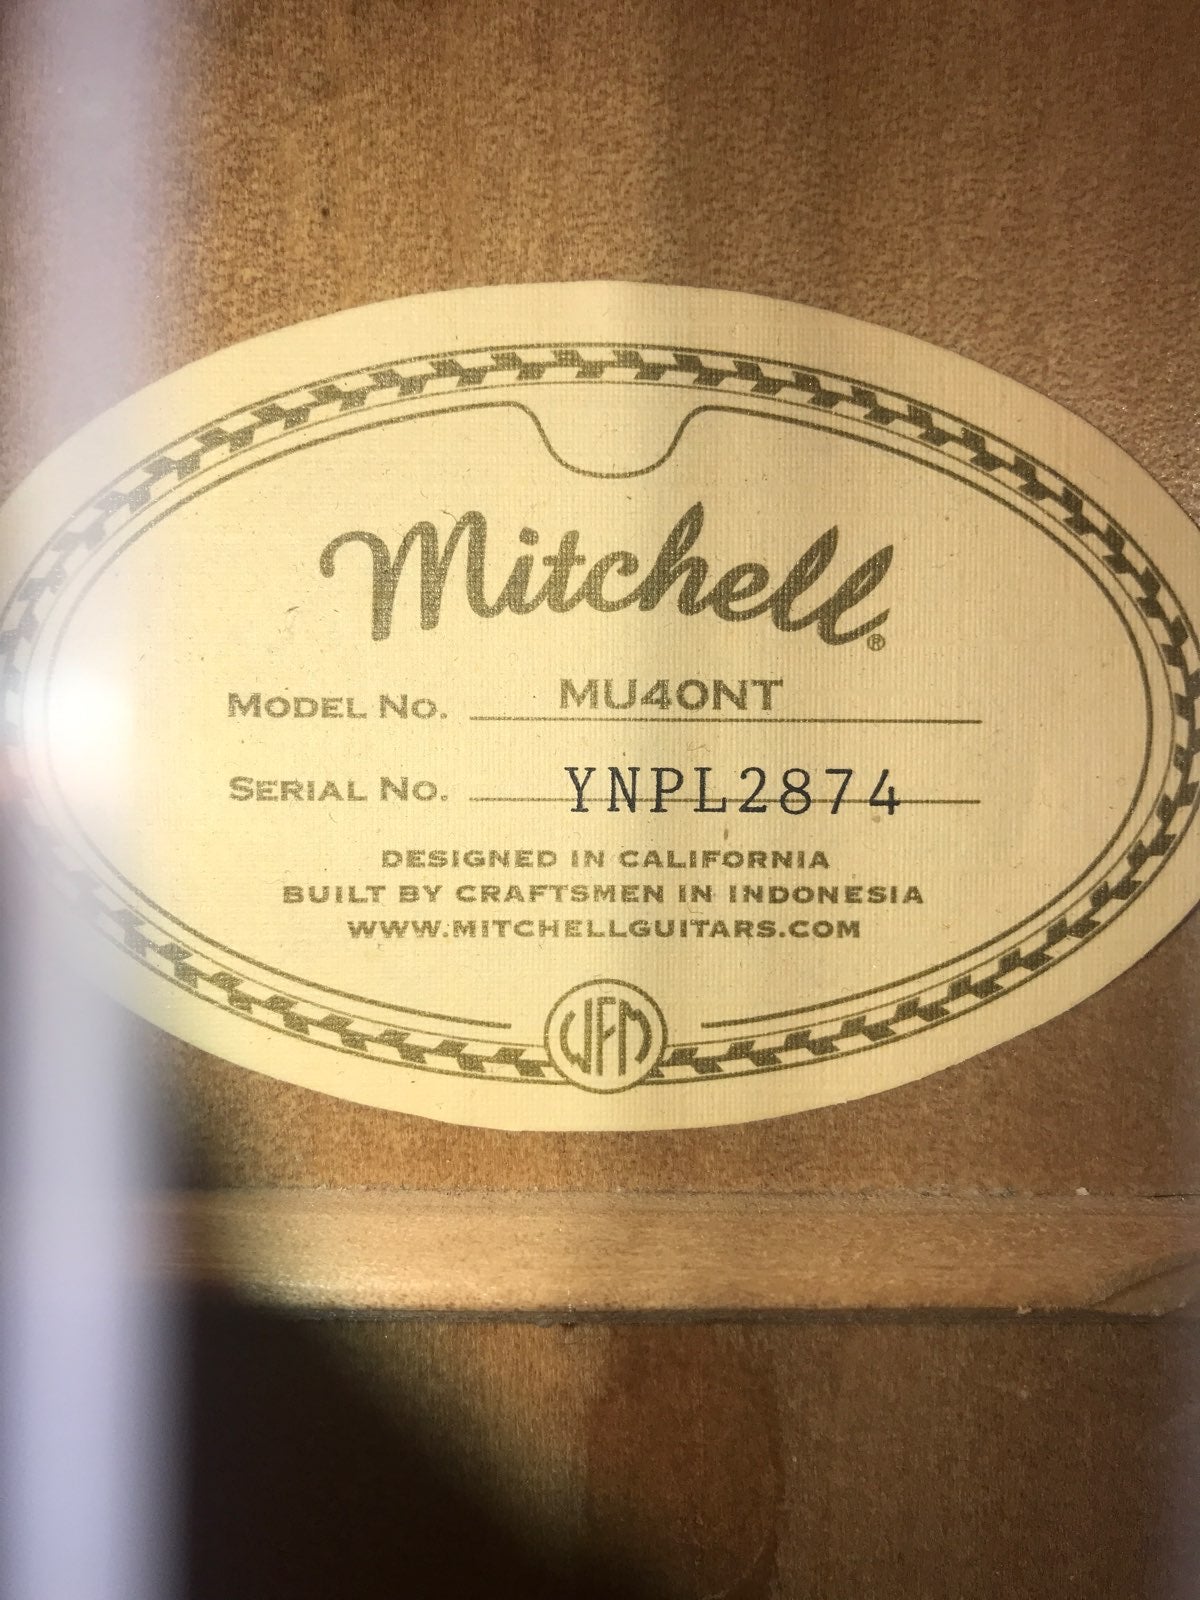 Mitchell®
MODEL NO. MU40NT
SERIAL NO. YNPL2874
DESIGNED IN CALIFORNIA
BUILT BY CRAFTSMEN IN INDONESIA
WWW.MITCHELLGUITARS.COM
WFM